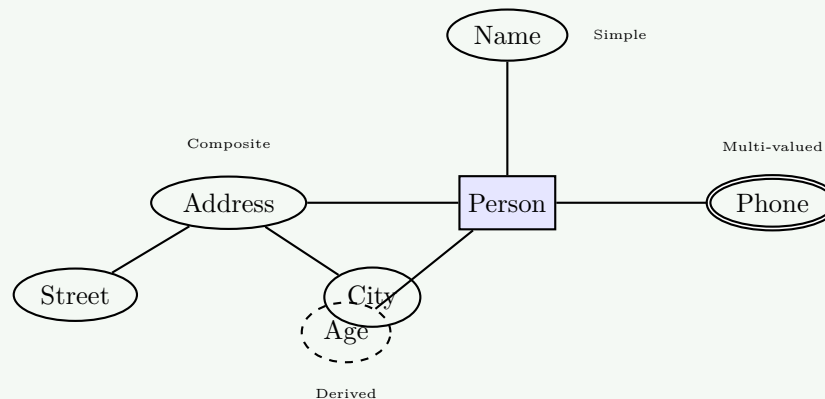 Name
Simple
Composite
Multi-valued
Address
Person
Phone
Street
City
Age
Derived